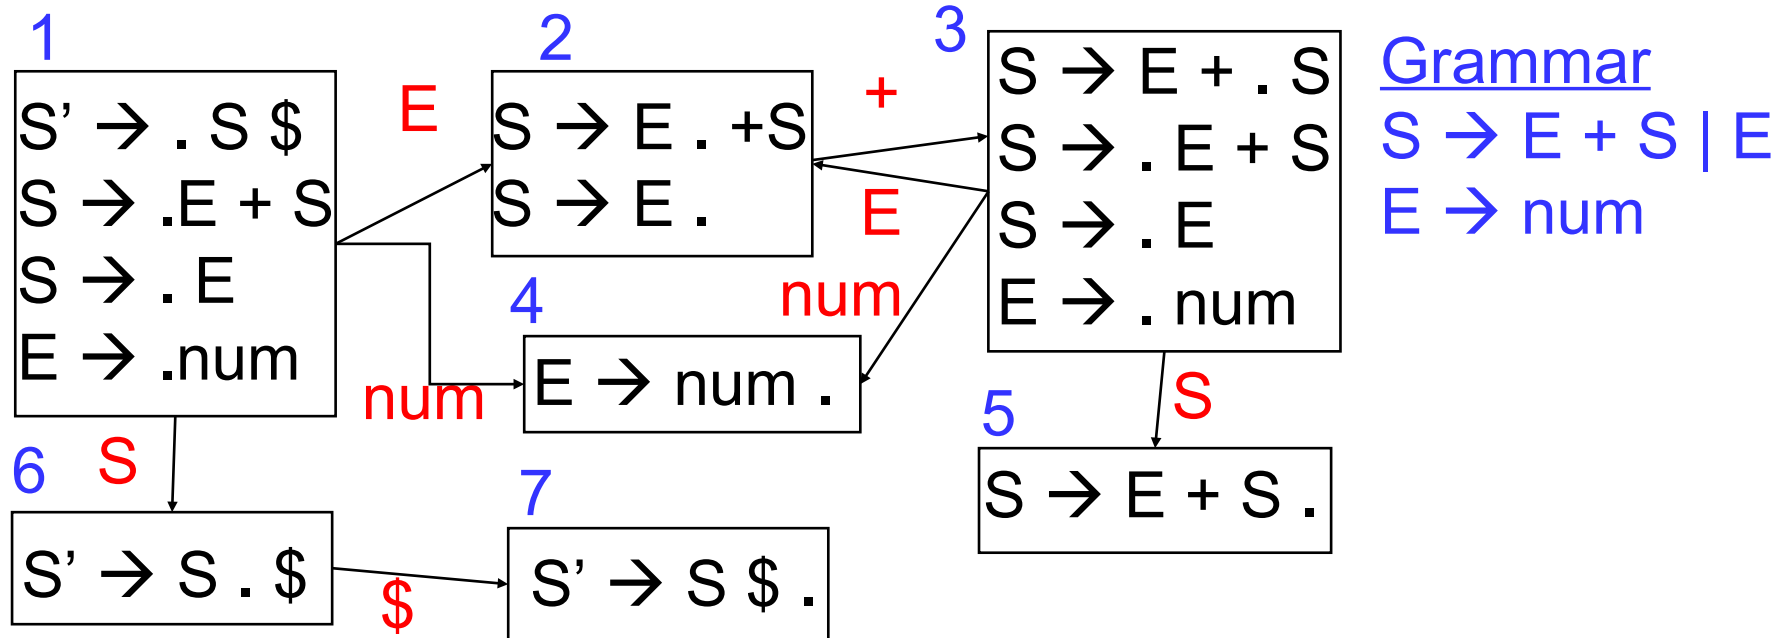 1
S’ → . S $
S → .E + S
S → . E
E → .num
E
num
S
2
S → E . +S
S → E .
+
E
num
3
S → E + . S
S → . E + S
S → . E
E → . num
S
Grammar
S → E + S | E
E → num
4
E → num .
5
S → E + S .
6
S’ → S . $
$
7
S’ → S $ .